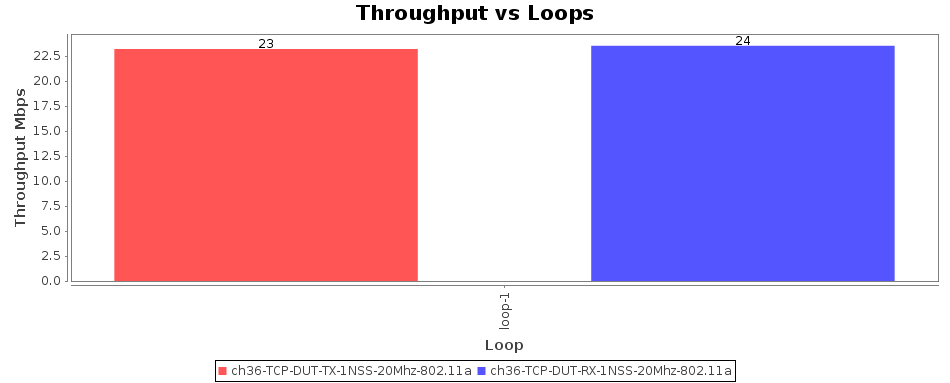 Throughput vs Loops
23
24
22.5
20.0
17.5
15.0
12.5
10.0
7.5
5.0
2.5
0.0
Throughput Mbps
loop-1
Loop
ch36-TCP-DUT-TX-1NSS-20Mhz-802.11a ch36-TCP-DUT-RX-1NSS-20Mhz-802.11a